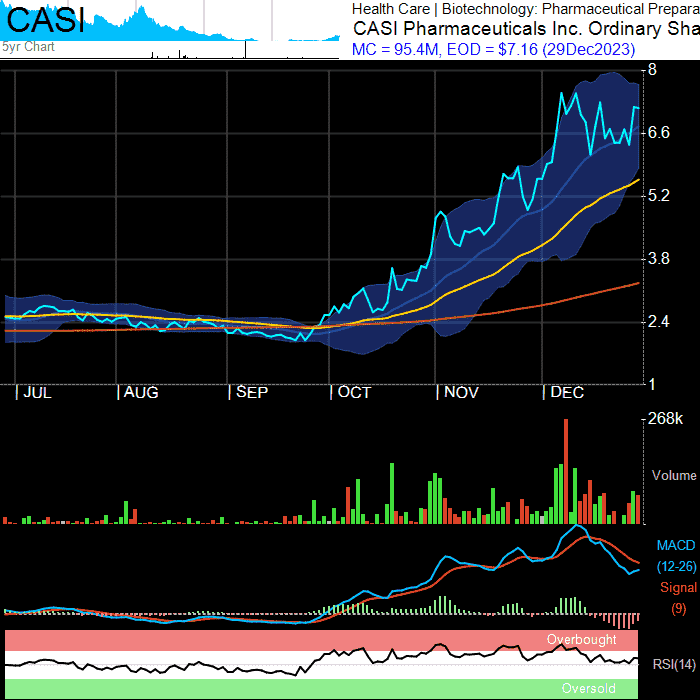 CASI
5yr Chart
Health Care | Biotechnology: Pharmaceutical Prepara
CASI Pharmaceuticals Inc. Ordinary Sha
MC = 95.4M, EOD = $7.16 (29Dec2023)
8
6.6
5.2
3.8
2.4
1
JUL AUG SEP OCT NOV DEC
268k
Volume
MACD
(12-26)
Signal
(9)
Overbought
RSI(14)
Oversold